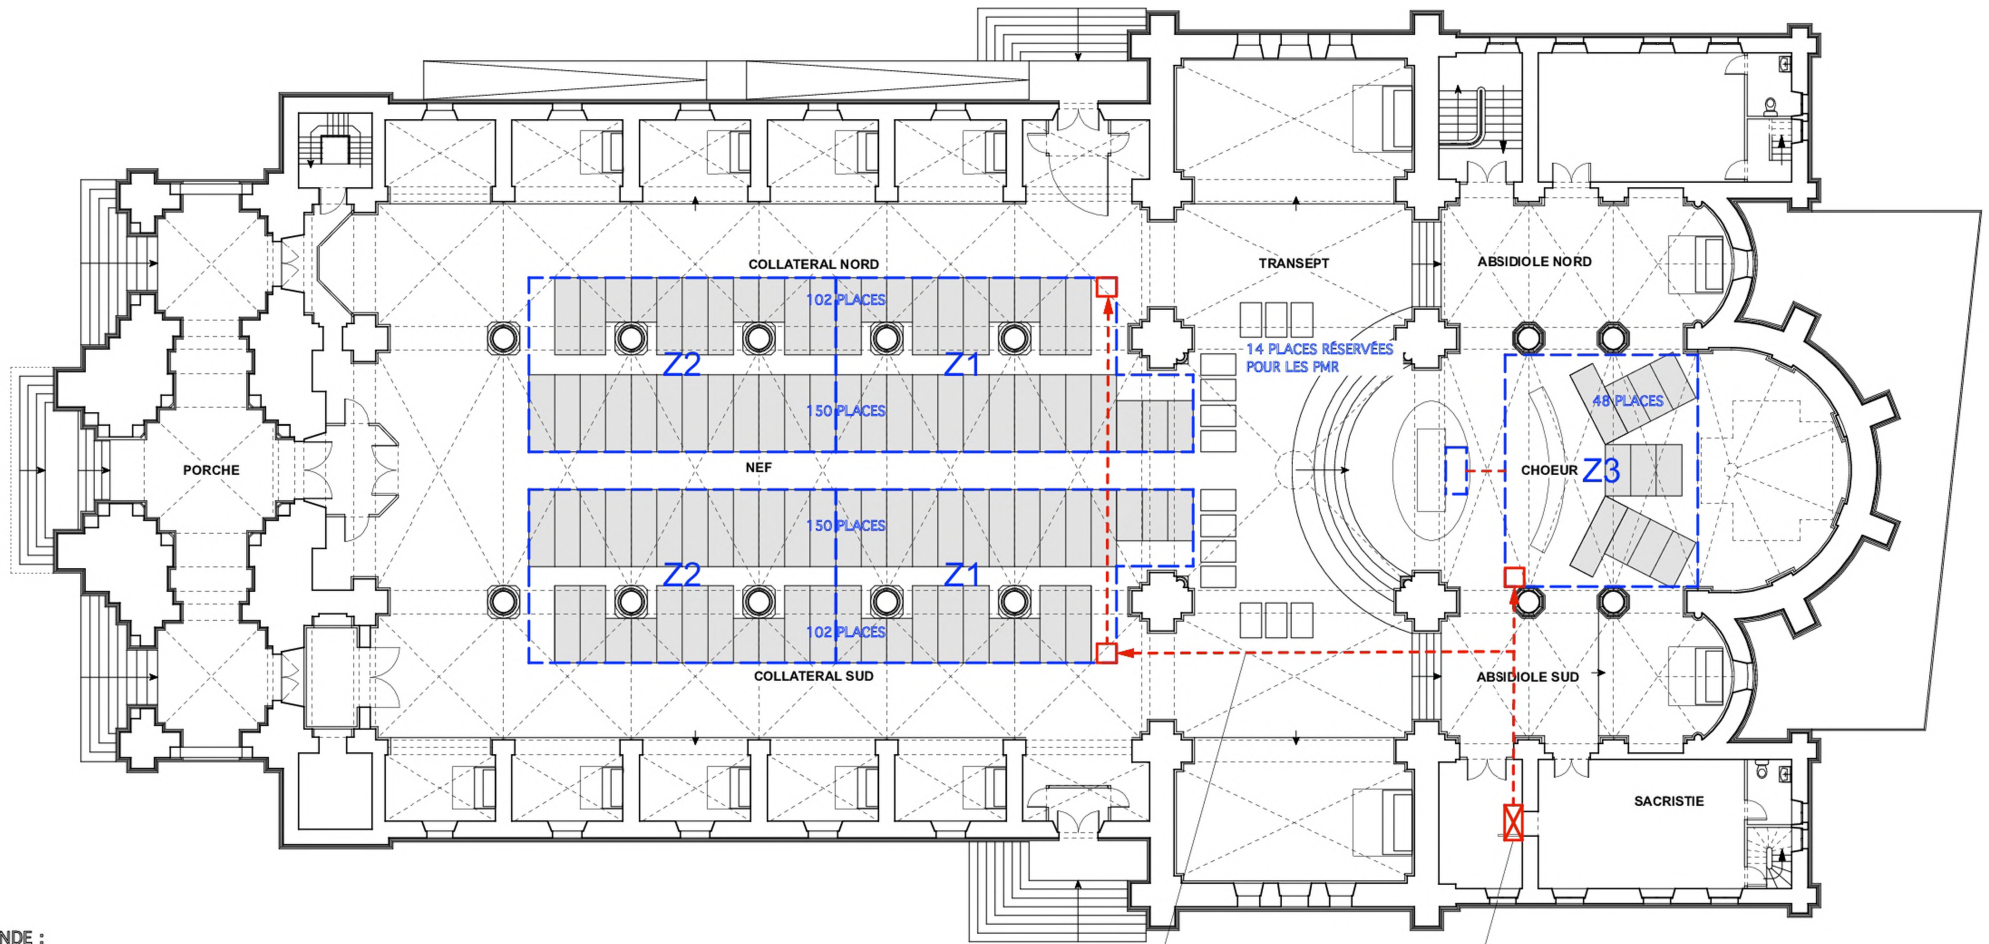 COLLATERAL NORD
TRANSEPT
ABSIDIOLE NORD
102 PLACES
Z2
Z1
14 PLACES RÉSERVÉES
POUR LES PMR
150 PLACES
48 PLACES
PORCHE
NEF
CHOEUR
Z3
150 PLACES
Z2
Z1
102 PLACES
COLLATERAL SUD
ABSIDIOLE SUD
SACRISTIE
NDE :